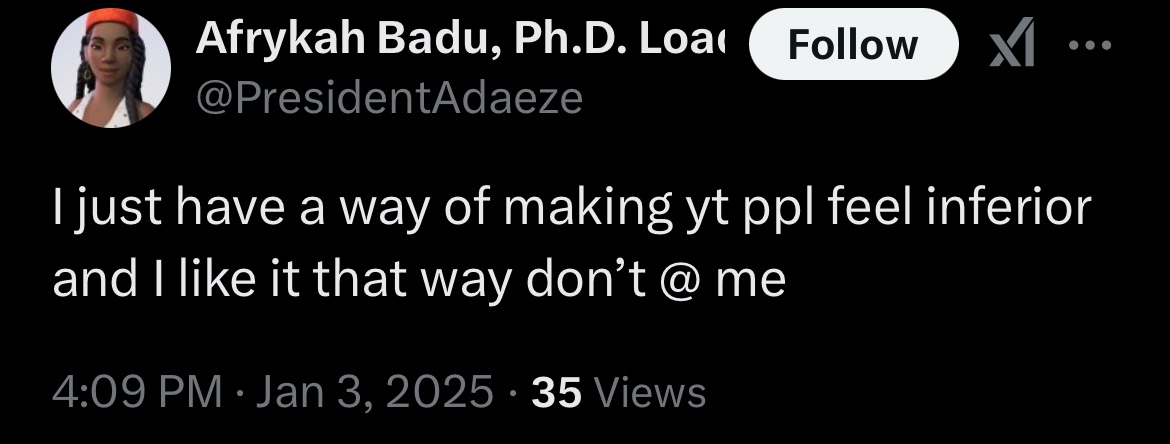 Afrykah Badu, Ph.D. Loa
Follow
@PresidentAdaeze
I just have a way of making yt ppl feel inferior
and I like it that way don’t @ me
4:09 PM · Jan 3, 2025 · 35 Views